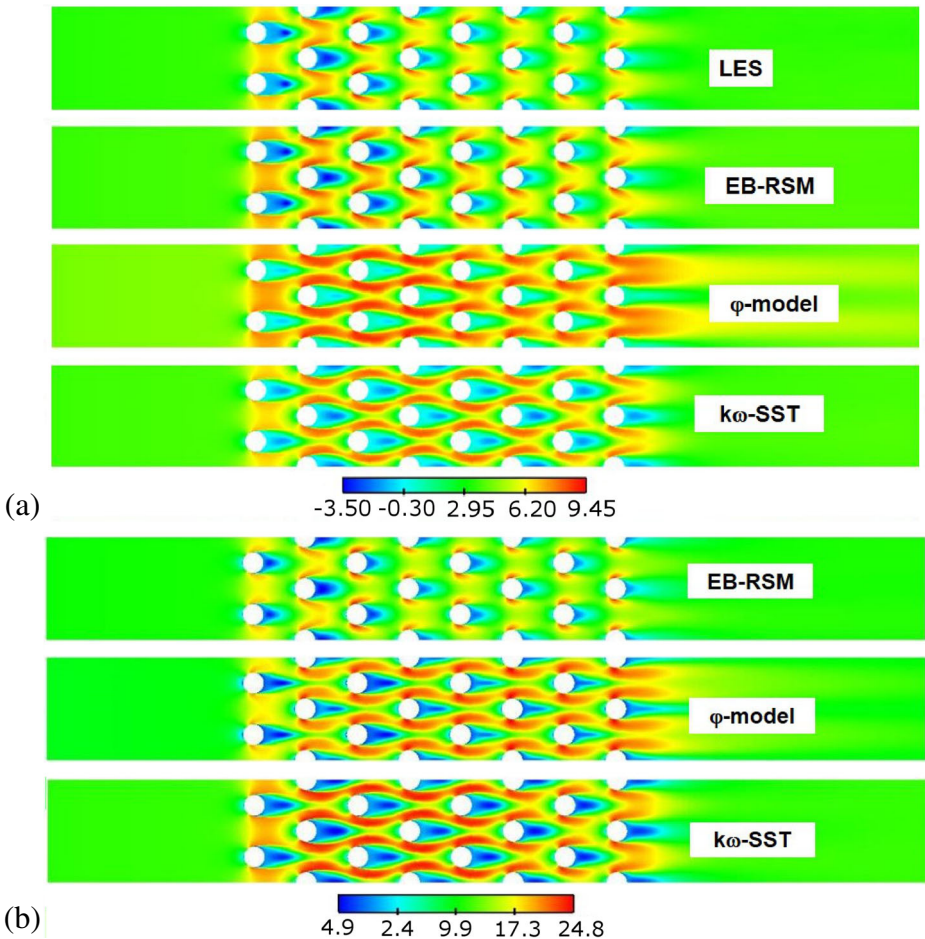 LES
EB-RSM
φ-model
kω-SST
(a)
-3.50 -0.30 2.95 6.20 9.45
EB-RSM
φ-model
kω-SST
(b)
4.9 2.4 9.9 17.3 24.8